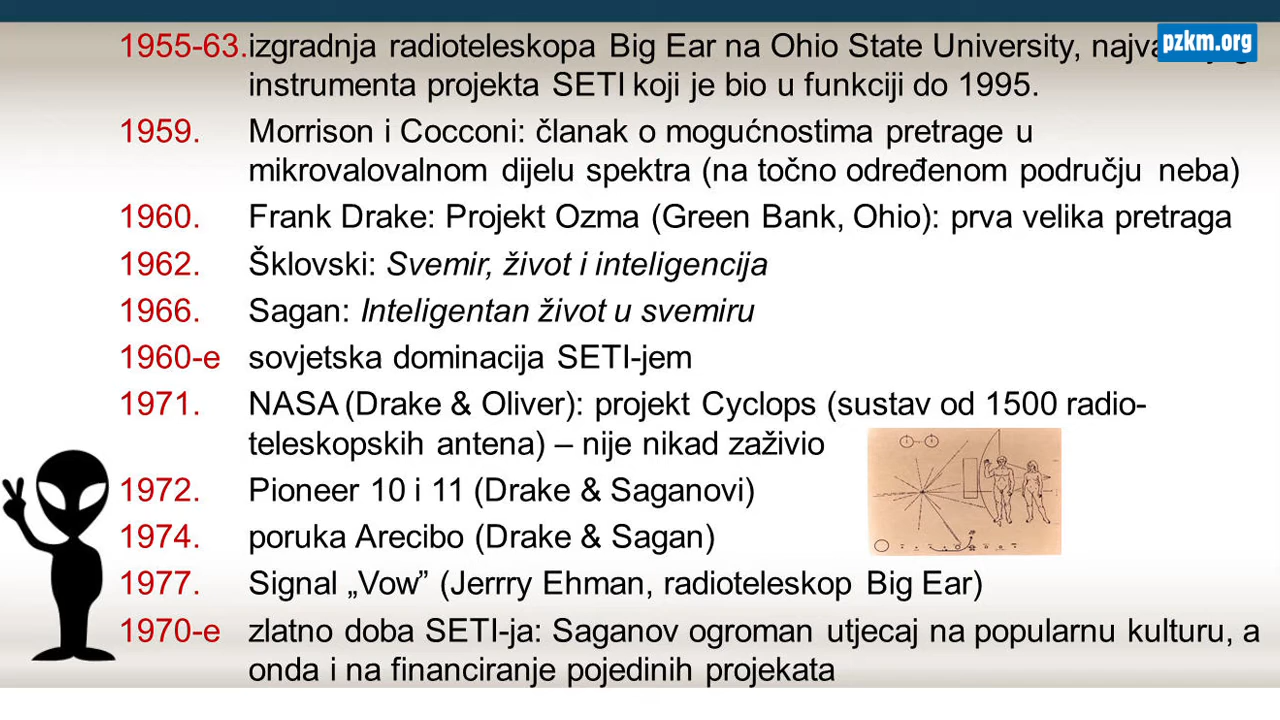 pzkm.org
1955-63. izgradnja radioteleskopa Big Ear na Ohio State University,
instrumenta projekta SETI koji je bio u funkciji do 1995.
1959. Morrison i Cocconi: članak o mogućnostima pretrage u
mikrovalovalnom dijelu spektra (na točno određenom području neba)
1960. Frank Drake: Projekt Ozma (Green Bank, Ohio): prva velika pretraga
1962. Šklovski: Svemir, život i inteligencija
1966. Sagan: Inteligentan život u svemiru
1960-e sovjetska dominacija SETI-jem
1971. NASA (Drake & Oliver): projekt Cyclops (sustav od 1500 radio-
teleskopskih antena) – nije nikad zaživio
1972. Pioneer 10 i 11 (Drake & Saganovi)
1974. poruka Arecibo (Drake & Sagan)
1977. Signal „Vow” (Jerrry Ehman, radioteleskop Big Ear)
1970-e zlatno doba SETI-ja: Saganov ogroman utjecaj na popularnu kulturu, a
onda i na financiranje pojedinih projekata